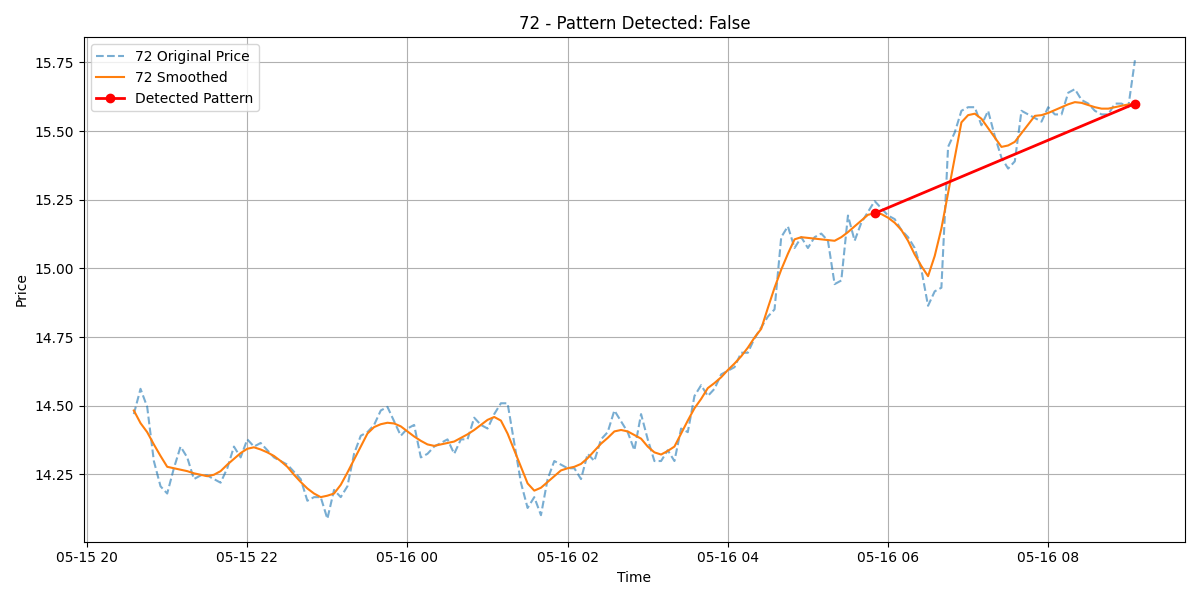 72 - Pattern Detected: False
72 Original Price
72 Smoothed
Detected Pattern
Price
15.75
15.50
15.25
15.00
14.75
14.50
14.25
05-15 20 05-15 22 05-16 00 05-16 02 05-16 04 05-16 06 05-16 08
Time